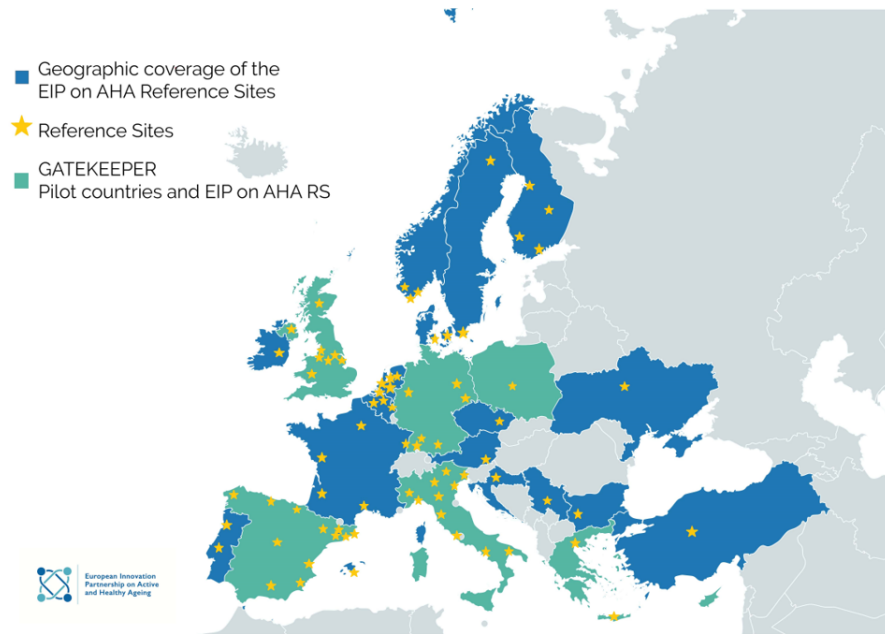 Geographic coverage of the
EIP on AHA Reference Sites
Reference Sites
GATEKEEPER
Pilot countries and EIP on AHA RS
European Innovation
Partnership on Active
and Healthy Ageing